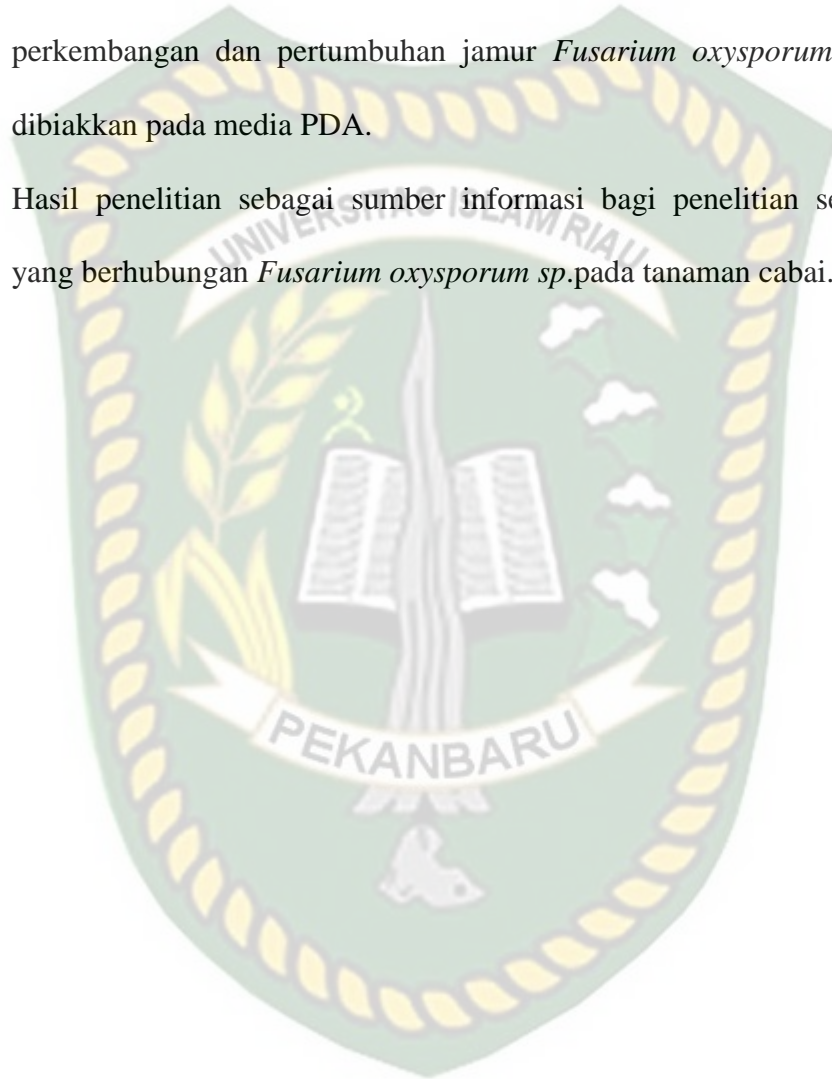 perkembangan dan pertumbuhan jamur Fusarium oxysporum
dibiakkan pada media PDA.
Hasil penelitian sebagai sumber informasi bagi penelitian
yang berhubungan Fusarium oxysporum sp.pada tanaman cabai.
UNIVERSITAS ISLAM RIAU
PEKANBARU